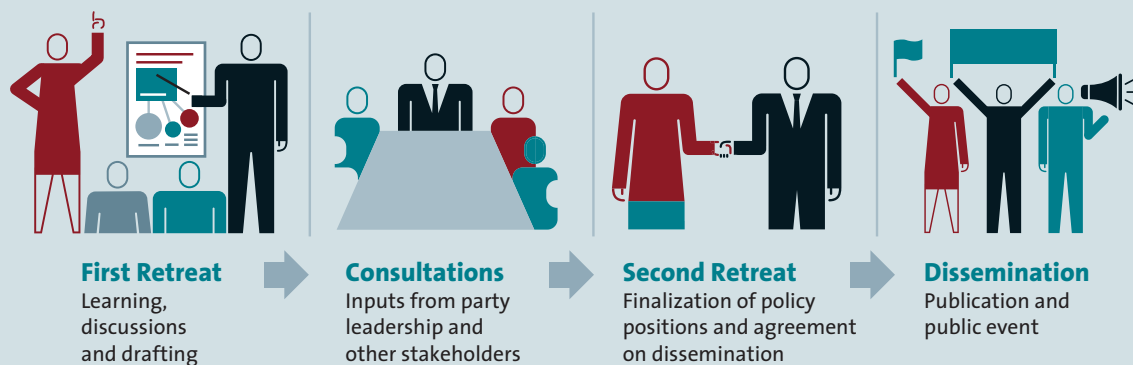 First Retreat
Learning,
discussions
and drafting
Consultations
Inputs from party
leadership and
other stakeholders
Second Retreat
Finalization of policy
positions and agreement
on dissemination
Dissemination
Publication and
public event